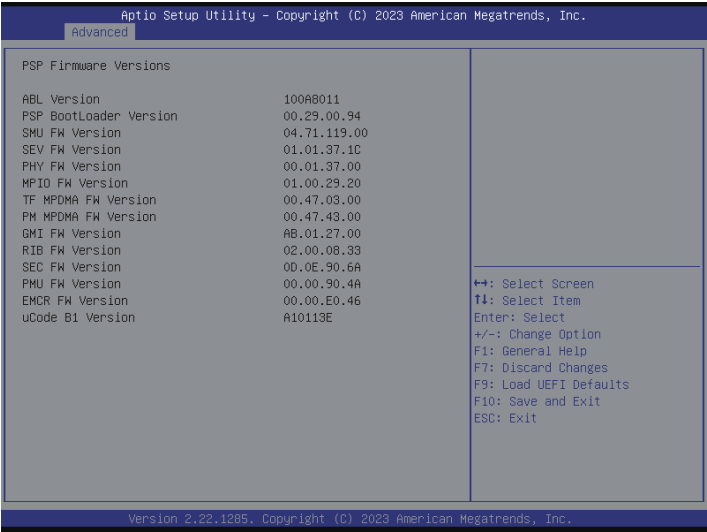 Aptio Setup Utility – Copyright (C) 2023 American Megatrends, Inc.
Advanced
PSP Firmware Versions
ABL Version 100A8011
PSP BootLoader Version 00.29.00.94
SMU FW Version 04.71.119.00
SEV FW Version 01.01.37.1C
PHY FW Version 00.01.37.00
MPIO FW Version 01.00.29.20
TF MPDMA FW Version 00.47.03.00
PM MPDMA FW Version 00.47.43.00
GMI FW Version AB.01.27.00
RIB FW Version 02.00.08.33
SEC FW Version 0D.0E.90.6A
PMU FW Version 00.00.90.4A
EMCR FW Version 00.00.E0.46
uCode B1 Version A10113E
↔: Select Screen
↑↓: Select Item
Enter: Select
+/-: Change Option
F1: General Help
F7: Discard Changes
F9: Load UEFI Defaults
F10: Save and Exit
ESC: Exit
Version 2.22.1285. Copyright (C) 2023 American Megatrends, Inc.